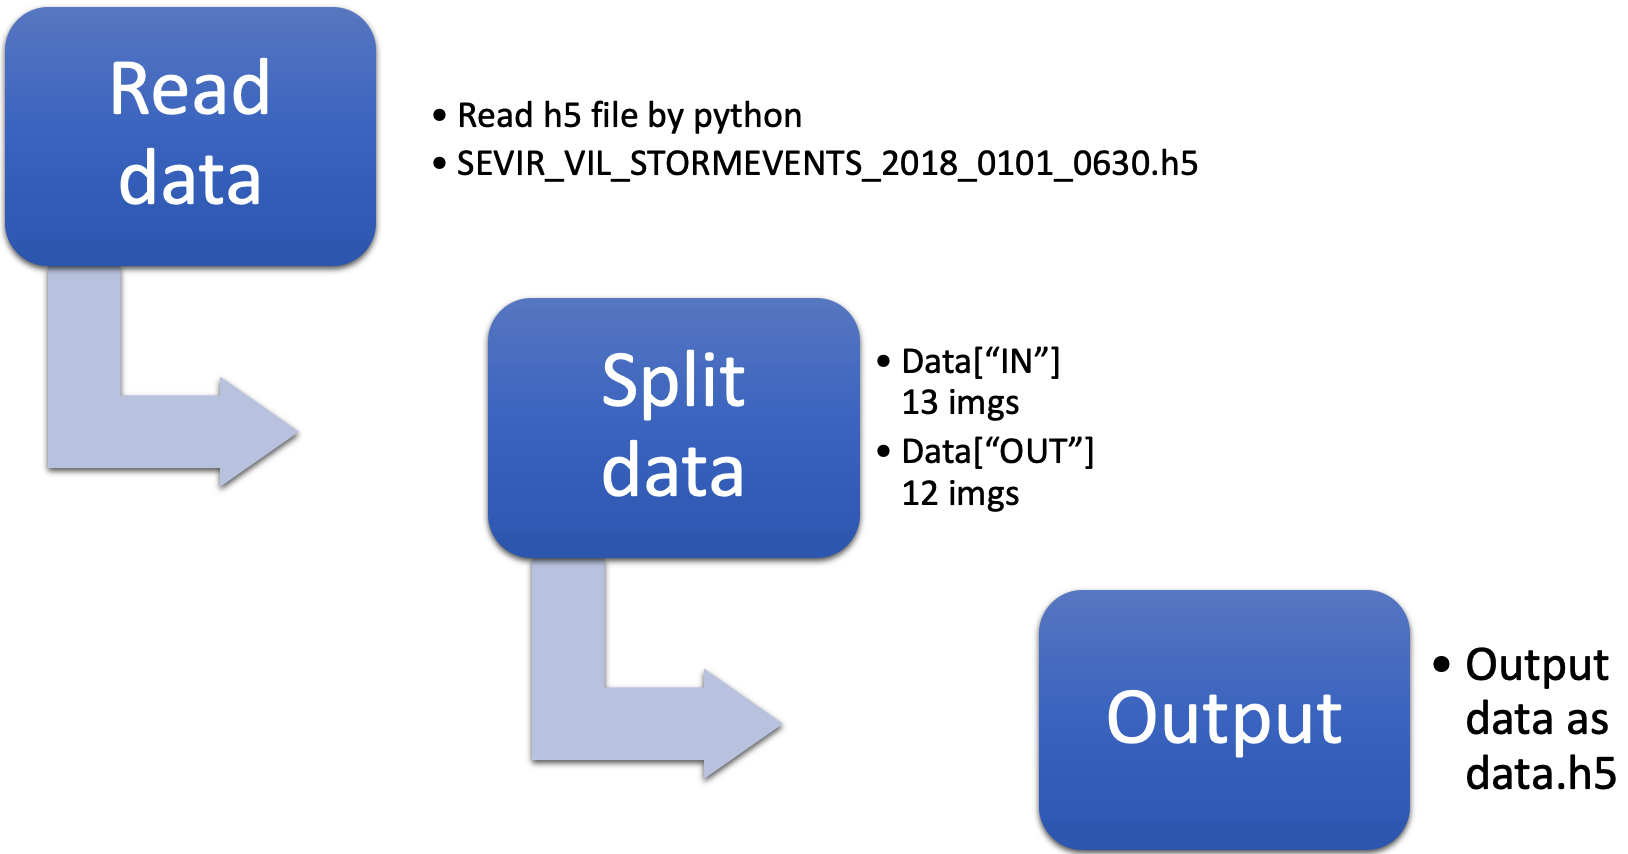 Read
data
• Read h5 file by python
• SEVIR_VIL_STORMEVENTS_2018_0101_0630.h5
Split
data
• Data[“IN”]
13 imgs
• Data[“OUT”]
12 imgs
Output
• Output
data as
data.h5